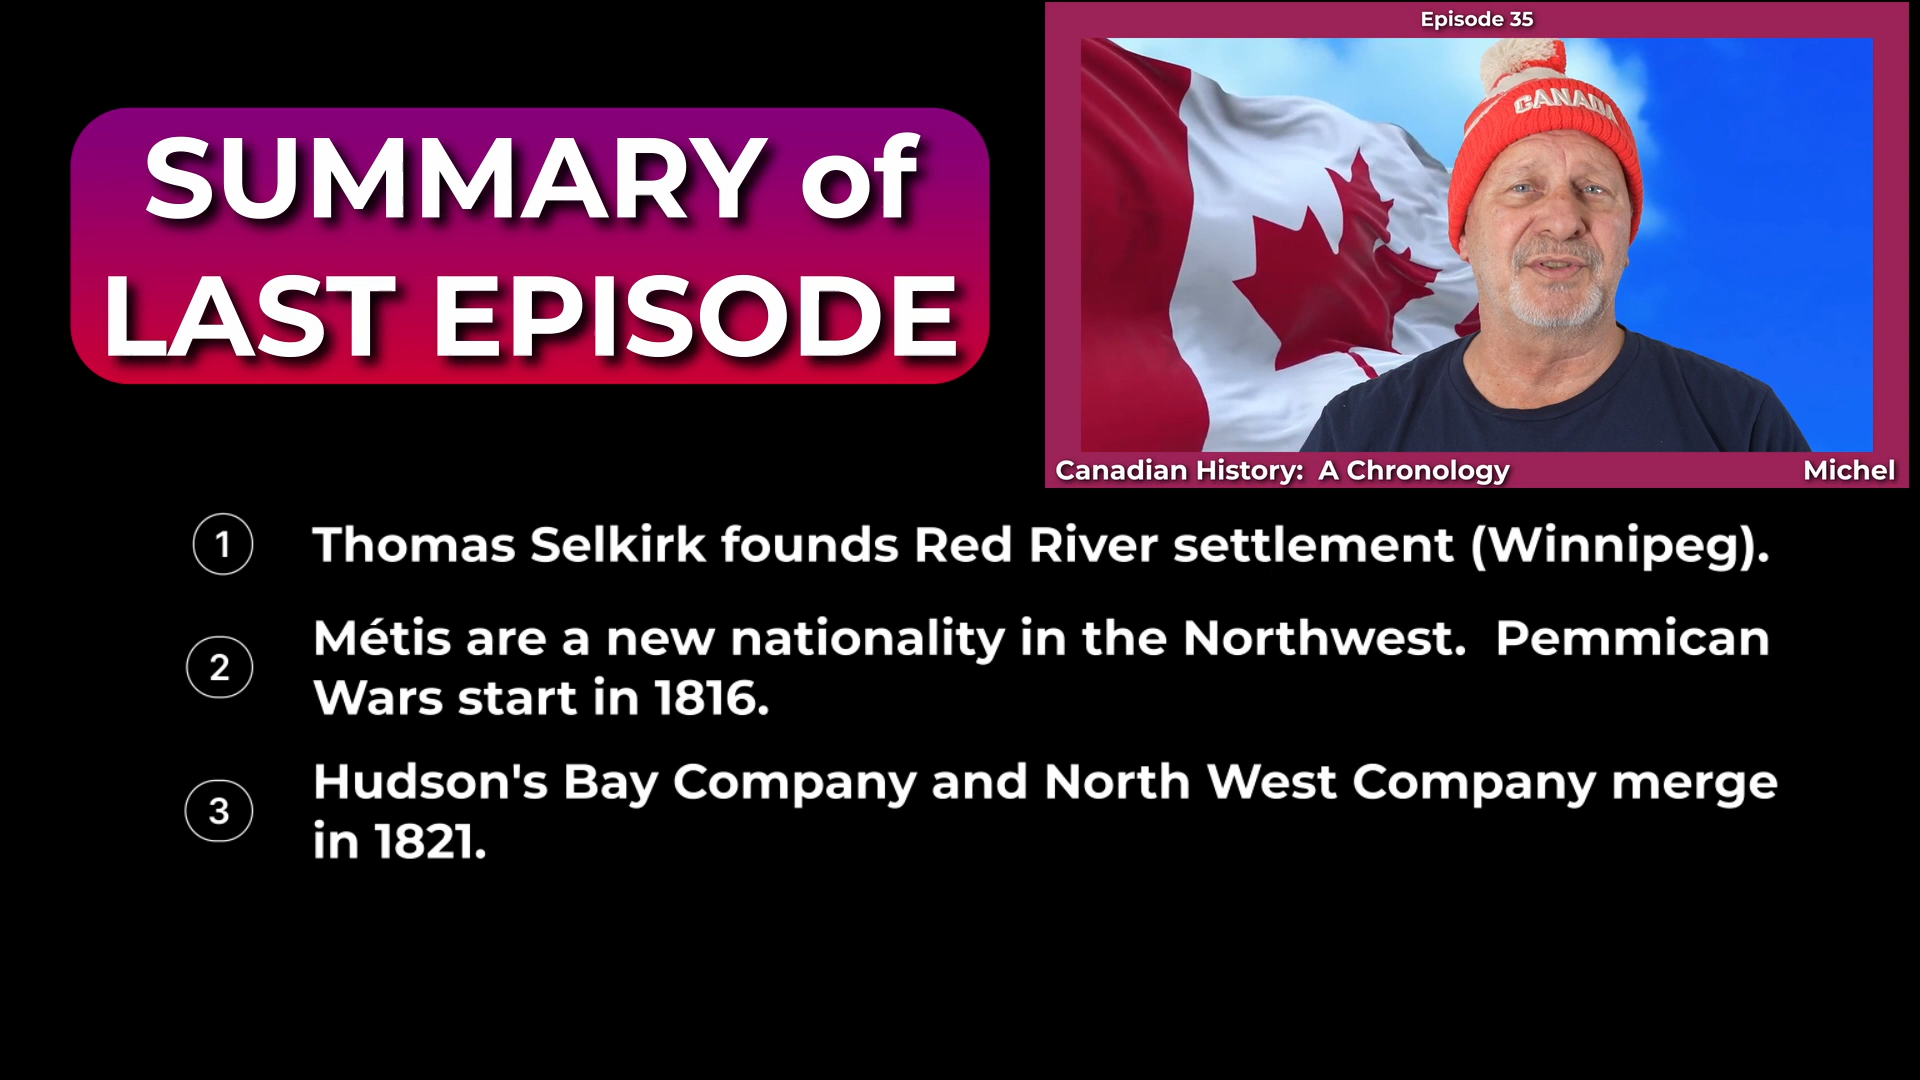 Episode 35
CANADA
SUMMARY of
LAST EPISODE
Canadian History:  A Chronology
Michel
1
Thomas Selkirk founds Red River settlement (Winnipeg).
2
Métis are a new nationality in the Northwest.  Pemmican
Wars start in 1816.
3
Hudson's Bay Company and North West Company merge
in 1821.